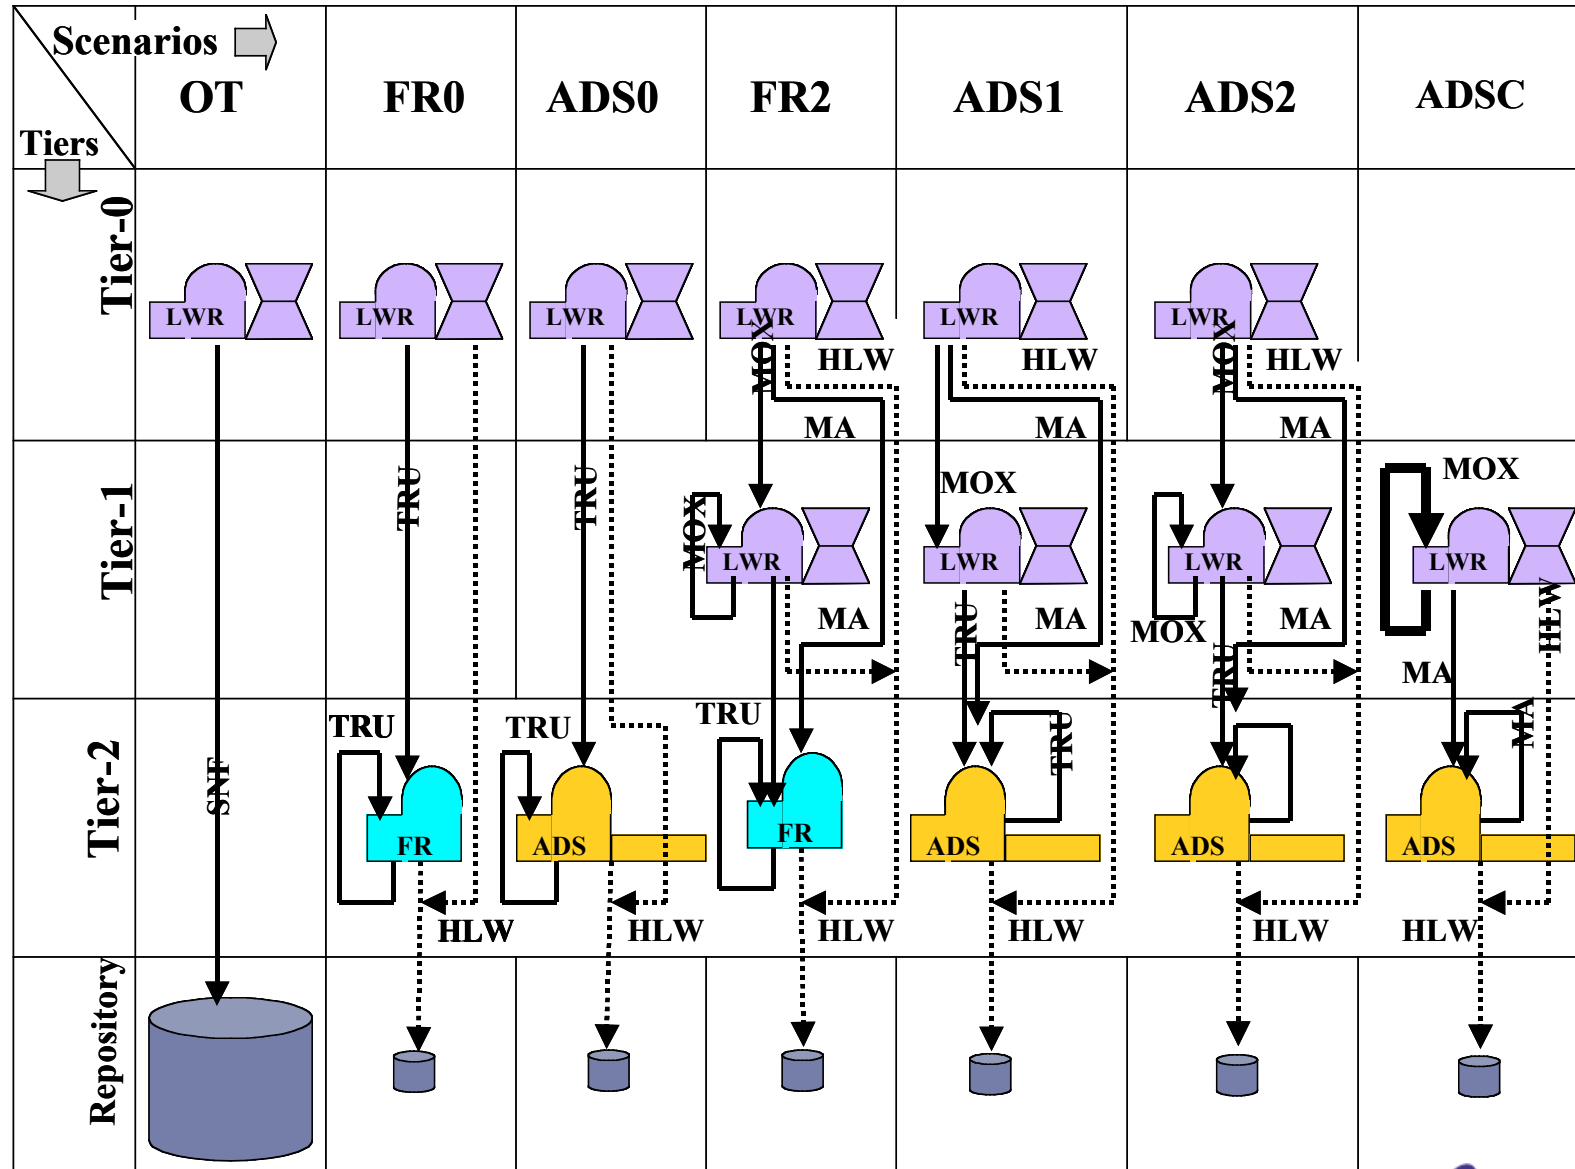 Scenarios
OT FR0 ADS0 FR2 ADS1 ADS2 ADSC
Tiers
Tier-0
LWR LWR LWR LWR LWR LWR
MOX HLW HLW MOX HLW
MA MA MA
Tier-1
TRU TRU MOX MOX MOX
LWR LWR LWR LWR
MA TRU MA MOX MA HLW
TRU MA
Tier-2
SNF TRU TRU TRU TRU MA
FR ADS FR ADS ADS ADS
HLW HLW HLW HLW HLW HLW
Repository